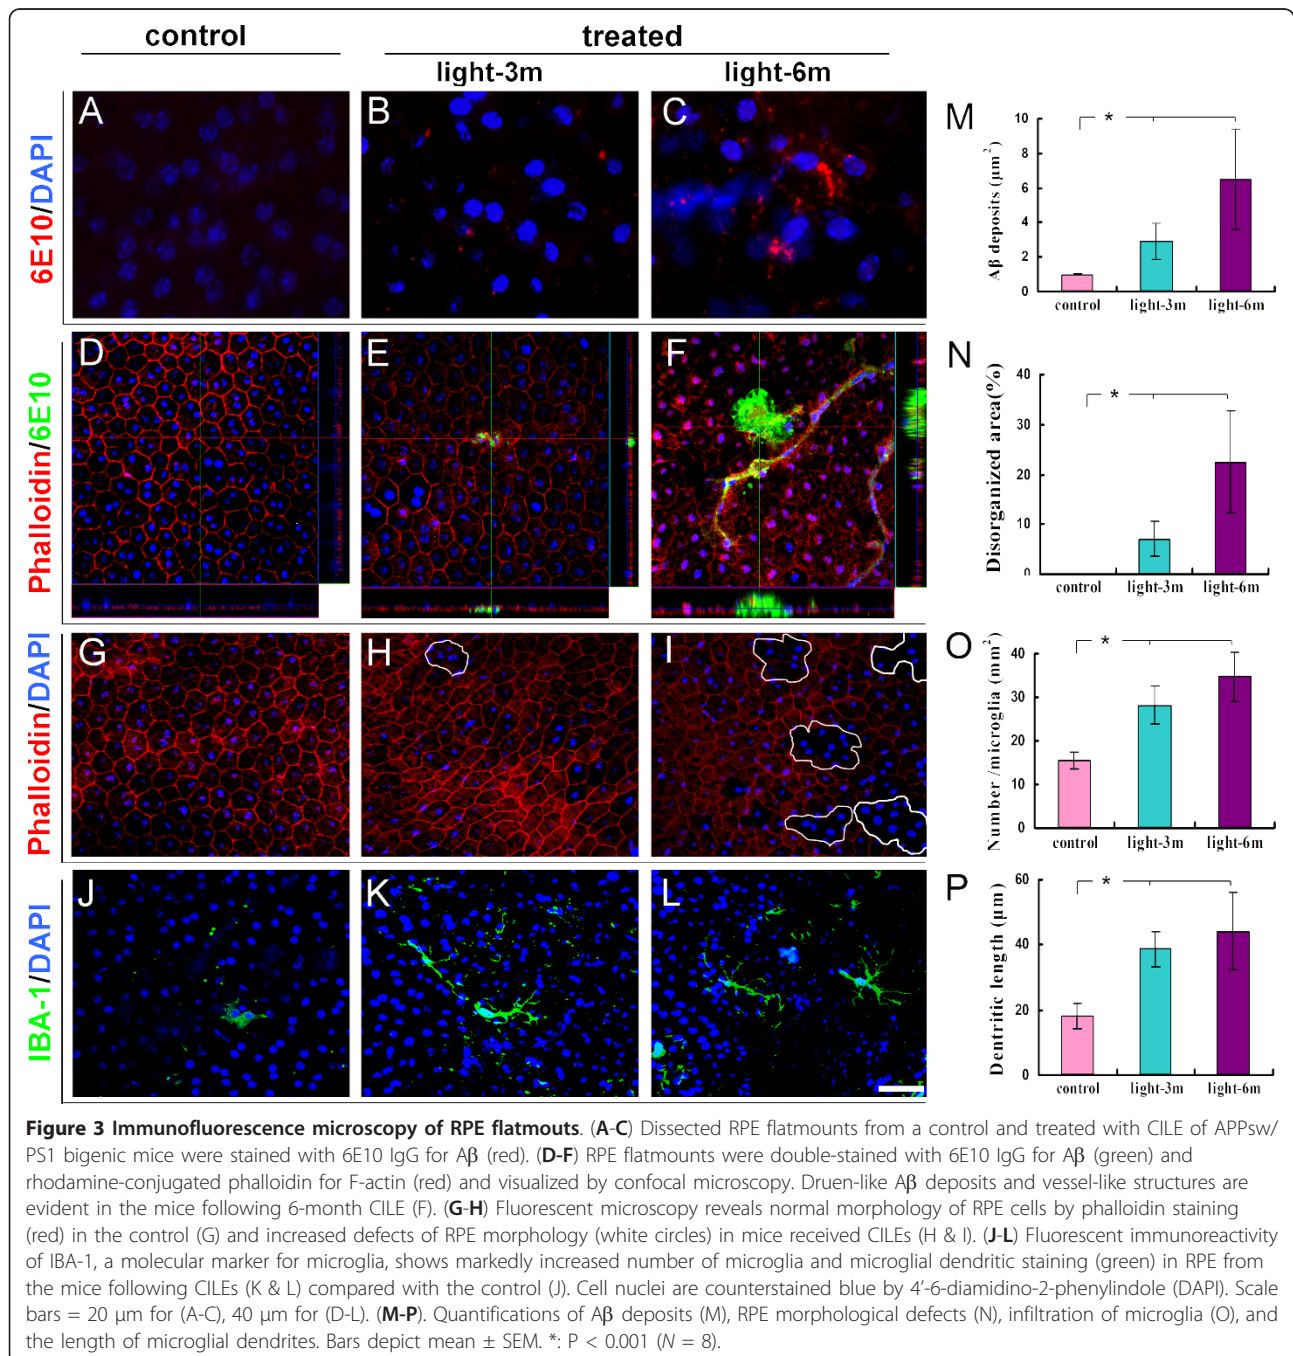 control
treated
light-3m
light-6m
6E10/DAPI
A
B
C
M
Aβ deposits (µm²)
10
8
6
4
2
0
*
control
light-3m
light-6m
Phalloidin/6E10
D
E
F
N
Disorganized area(%)
40
30
20
10
0
*
control
light-3m
light-6m
Phalloidin/DAPI
G
H
I
O
Number /microglia (mm²)
40
30
20
10
0
*
control
light-3m
light-6m
IBA-1/DAPI
J
K
L
P
Dentritic length (µm)
60
40
20
0
*
control
light-3m
light-6m
Figure 3 Immunofluorescence microscopy of RPE flatmouts. (A-C) Dissected RPE flatmounts from a control and treated with CILE of APPsw/
PS1 bigenic mice were stained with 6E10 IgG for Aβ (red). (D-F) RPE flatmounts were double-stained with 6E10 IgG for Aβ (green) and
rhodamine-conjugated phalloidin for F-actin (red) and visualized by confocal microscopy. Druen-like Aβ deposits and vessel-like structures are
evident in the mice following 6-month CILE (F). (G-H) Fluorescent microscopy reveals normal morphology of RPE cells by phalloidin staining
(red) in the control (G) and increased defects of RPE morphology (white circles) in mice received CILEs (H & I). (J-L) Fluorescent immunoreactivity
of IBA-1, a molecular marker for microglia, shows markedly increased number of microglia and microglial dendritic staining (green) in RPE from
the mice following CILEs (K & L) compared with the control (J). Cell nuclei are counterstained blue by 4′-6-diamidino-2-phenylindole (DAPI). Scale
bars = 20 µm for (A-C), 40 µm for (D-L). (M-P). Quantifications of Aβ deposits (M), RPE morphological defects (N), infiltration of microglia (O), and
the length of microglial dendrites. Bars depict mean ± SEM. *: P < 0.001 (N = 8).